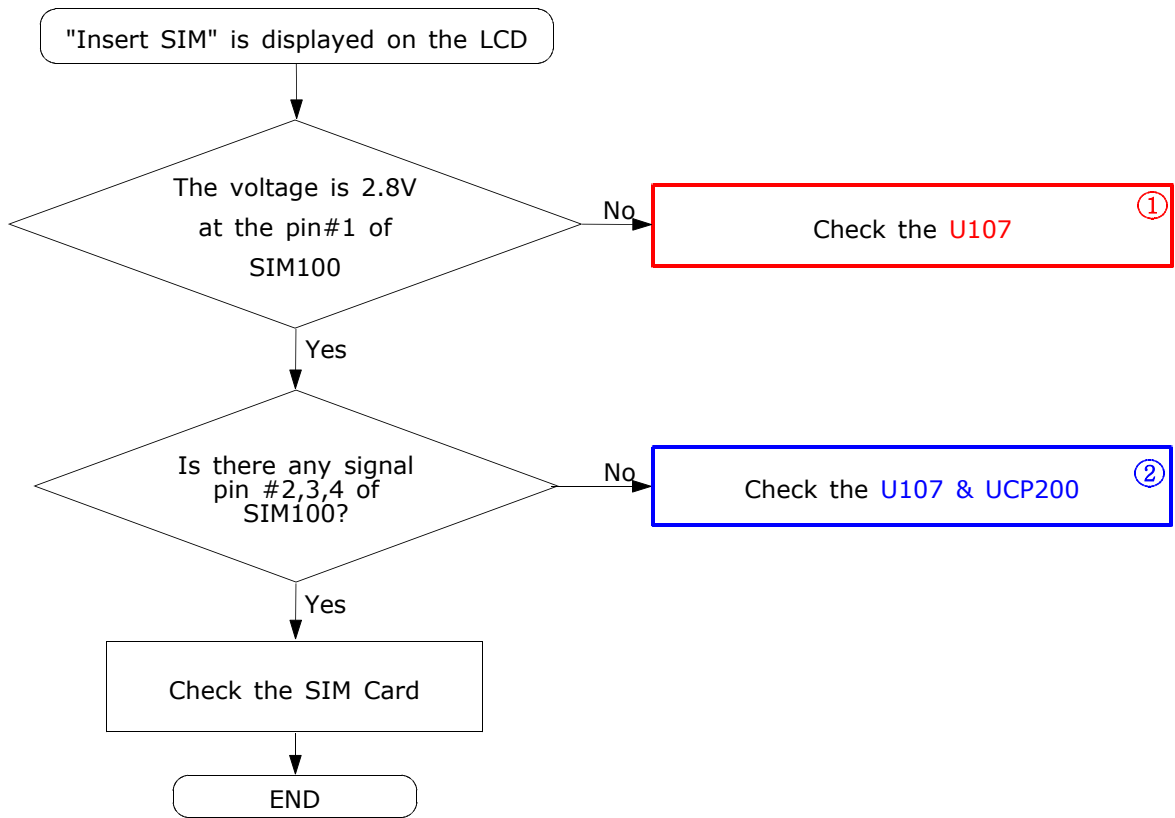 "Insert SIM" is displayed on the LCD
The voltage is 2.8V
at the pin#1 of
SIM100
No
①
Check the U107
Yes
Is there any signal
pin #2,3,4 of
SIM100?
No
②
Check the U107 & UCP200
Yes
Check the SIM Card
END